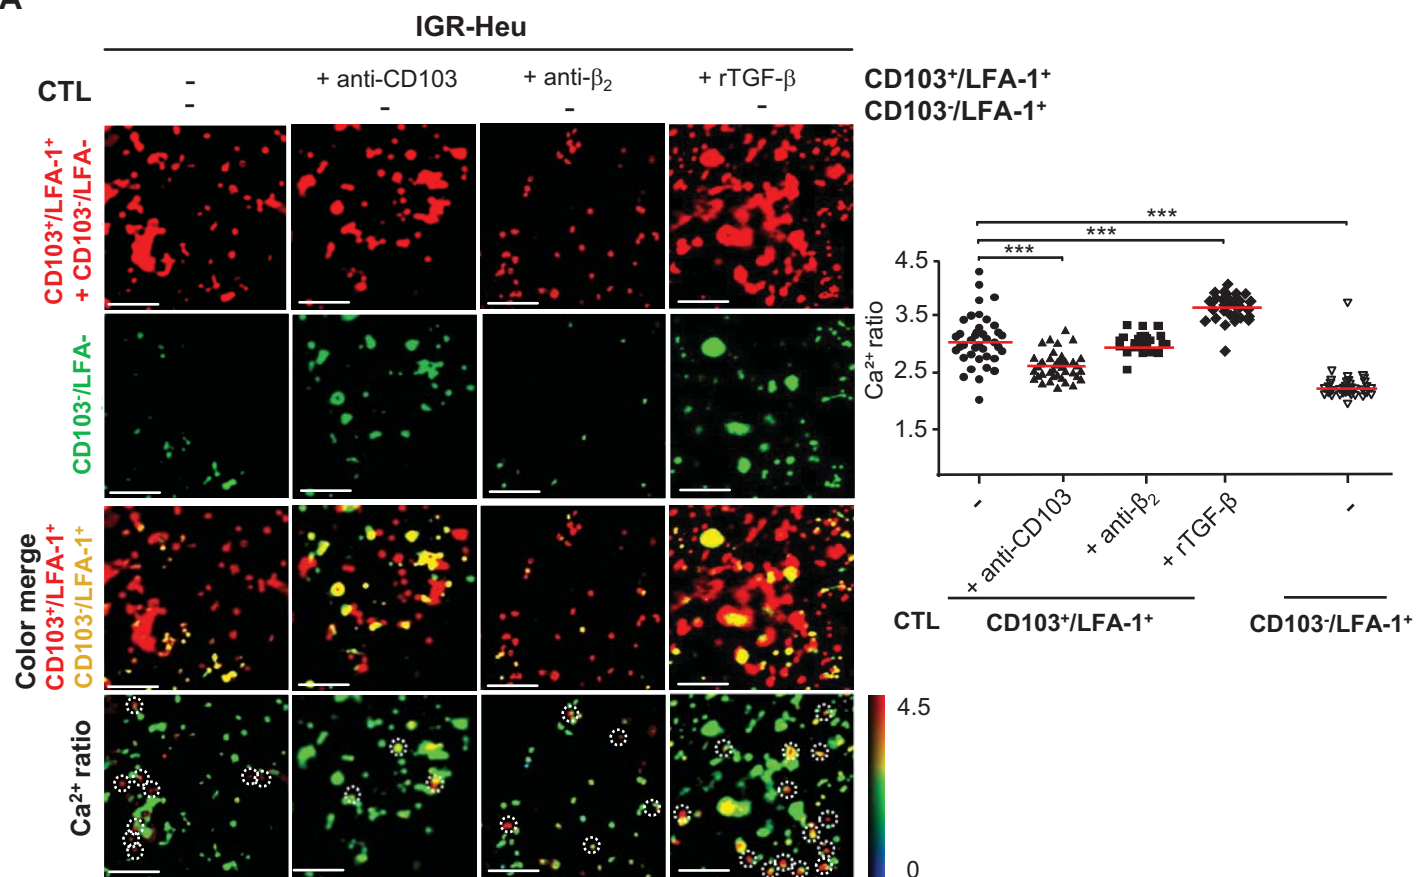 A
IGR-Heu
CTL
- + anti-CD103 + anti-β₂ + rTGF-β CD103⁺/LFA-1⁺
- - - - CD103⁻/LFA-1⁺
CD103⁺/LFA-1⁺
+ CD103⁻/LFA-
CD103⁻/LFA-
Color merge
CD103⁺/LFA-1⁺
CD103⁻/LFA-1⁺
Ca²⁺ ratio
4.5
0
***
***
***
Ca²⁺ ratio
4.5
3.5
2.5
1.5
-
+ anti-CD103
+ anti-β₂
+ rTGF-β
-
CTL CD103⁺/LFA-1⁺ CD103⁻/LFA-1⁺